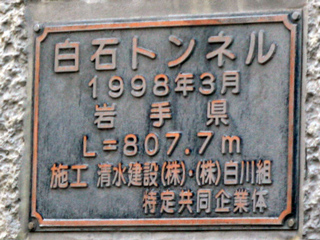 白石トンネル
1998年3月
岩手県
L=807.7m
施工 清水建設(株)・(株)白川組
特定共同企業体